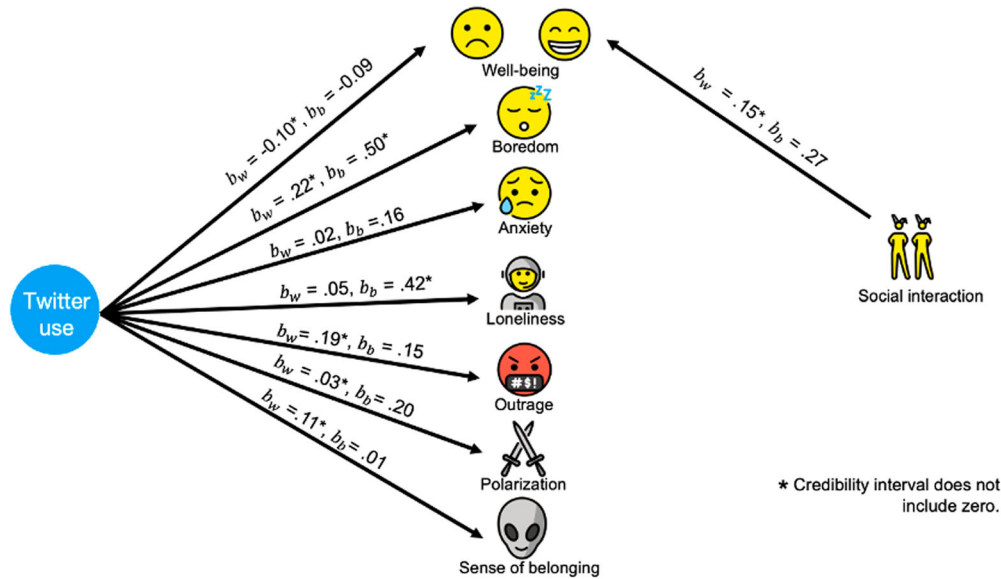 zzZ
Well-being
b_w = -0.10*, b_b = -0.09
b_w = .15*, b_b = .27
Boredom
b_w = .22*, b_b = .50*
Anxiety
b_w = .02, b_b = .16
Twitter
use
b_w = .05, b_b = .42*
Loneliness
Social interaction
b_w = .19*, b_b = .15
#$!
Outrage
b_w = .03*, b_b = .20
Polarization
b_w = .11*, b_b = .01
Sense of belonging
* Credibility interval does not
include zero.